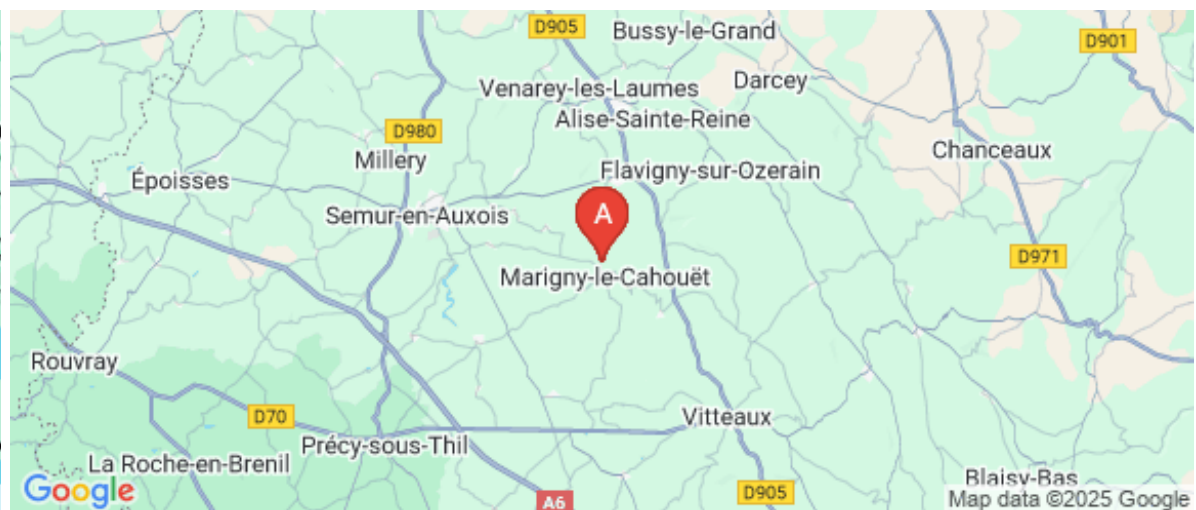 D905
Bussy-le-Grand
D901
Darcey
Venarey-les-Laumes
Alise-Sainte-Reine
D980
Millery
Chanceaux
Époisses
Flavigny-sur-Ozerain
Semur-en-Auxois
A
D971
Marigny-le-Cahouët
Rouvray
D70
Vitteaux
Précy-sous-Thil
La Roche-en-Brenil
Blaisy-Bas
Google
A6
D905
Map data ©2025 Google